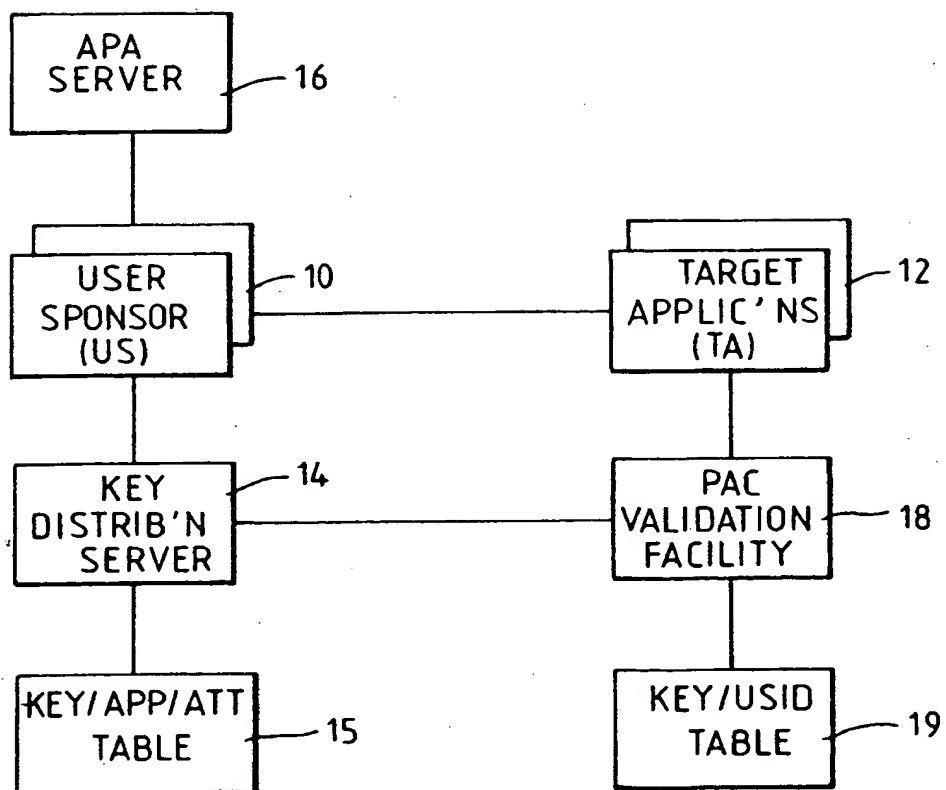 APA
SERVER
16
USER
SPONSOR
(US)
10
TARGET
APPLIC'NS
(TA)
12
KEY
DISTRIB'N
SERVER
14
PAC
VALIDATION
FACILITY
18
KEY/APP/ATT
TABLE
15
KEY/USID
TABLE
19